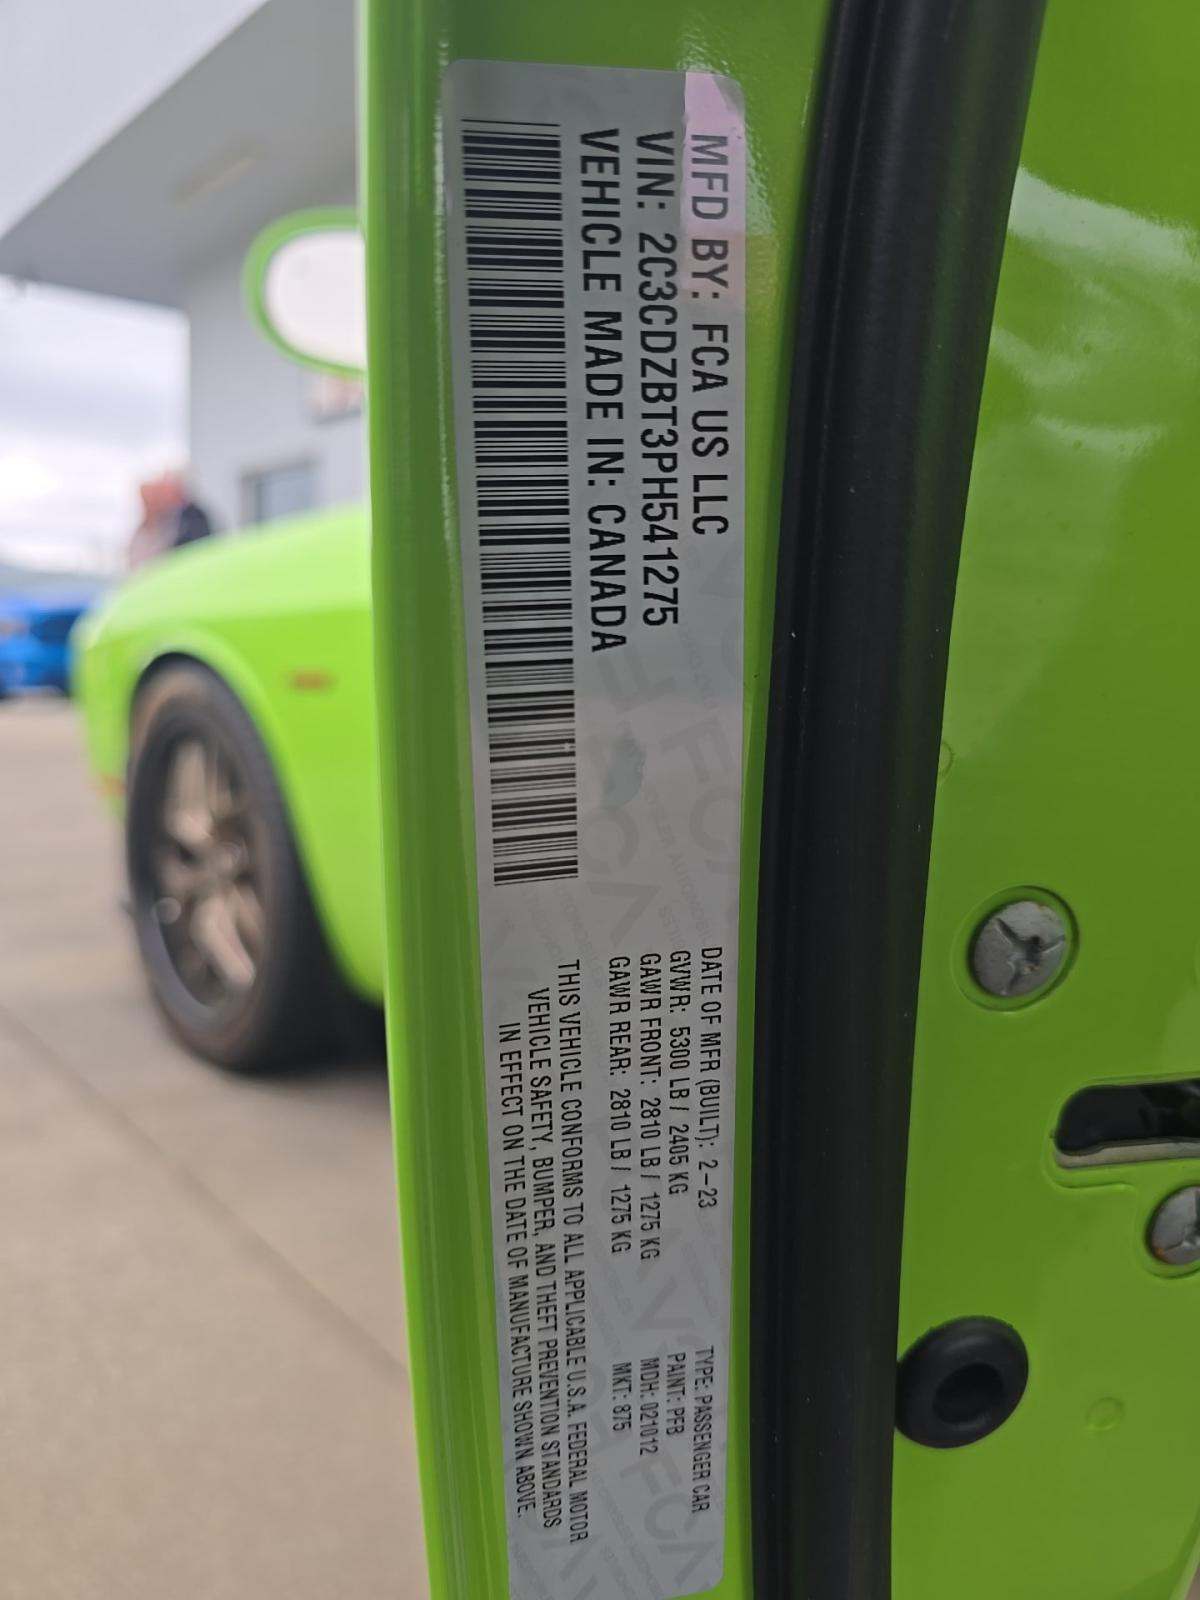 MFD BY: FCA US LLC
VIN: 2C3CDZBT3PH541275
VEHICLE MADE IN: CANADA
DATE OF MFR (BUILT): 2-23
GVWR: 5300 LB / 2405 KG
GAWR FRONT: 2810 LB / 1275 KG
GAWR REAR: 2810 LB / 1275 KG
TYPE: PASSENGER CAR
PAINT: PFB
MDH: 021012
MKT: 875
THIS VEHICLE CONFORMS TO ALL APPLICABLE U.S.A. FEDERAL MOTOR
VEHICLE SAFETY, BUMPER, AND THEFT PREVENTION STANDARDS
IN EFFECT ON THE DATE OF MANUFACTURE SHOWN ABOVE.